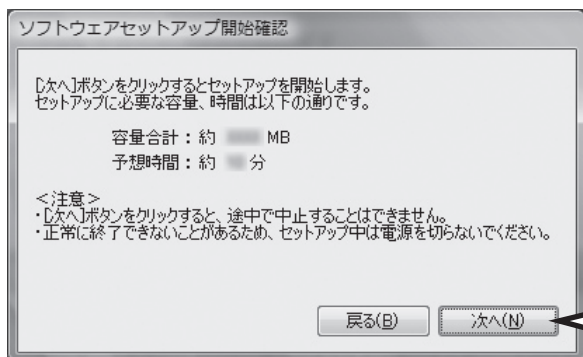 ソフトウェアセットアップ開始確認
[次へ]ボタンをクリックするとセットアップを開始します。
セットアップに必要な容量、時間は以下の通りです。
容量合計：約 MB
予想時間：約 分
＜注意＞
・[次へ]ボタンをクリックすると、途中で中止することはできません。
・正常に終了できないことがあるため、セットアップ中は電源を切らないでください。
戻る(B)
次へ(N)